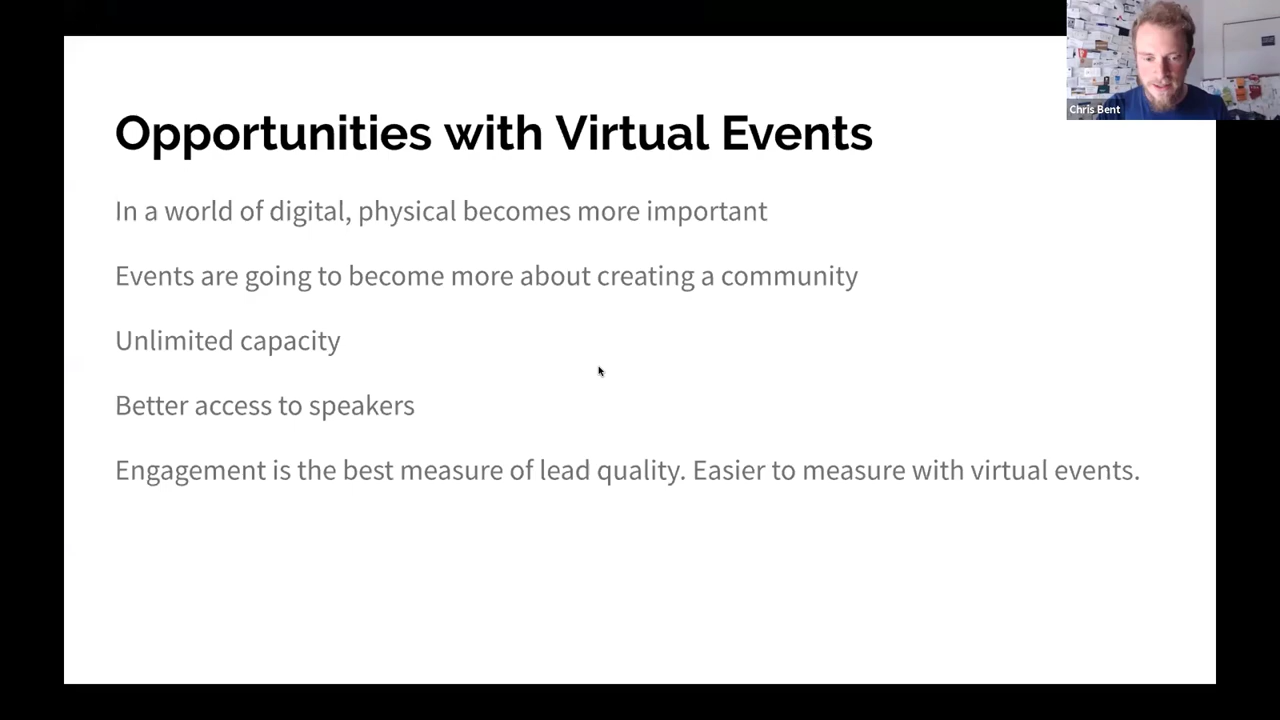 Opportunities with Virtual Events
In a world of digital, physical becomes more important
Events are going to become more about creating a community
Unlimited capacity
Better access to speakers
Engagement is the best measure of lead quality. Easier to measure with virtual events.
Chris Bent